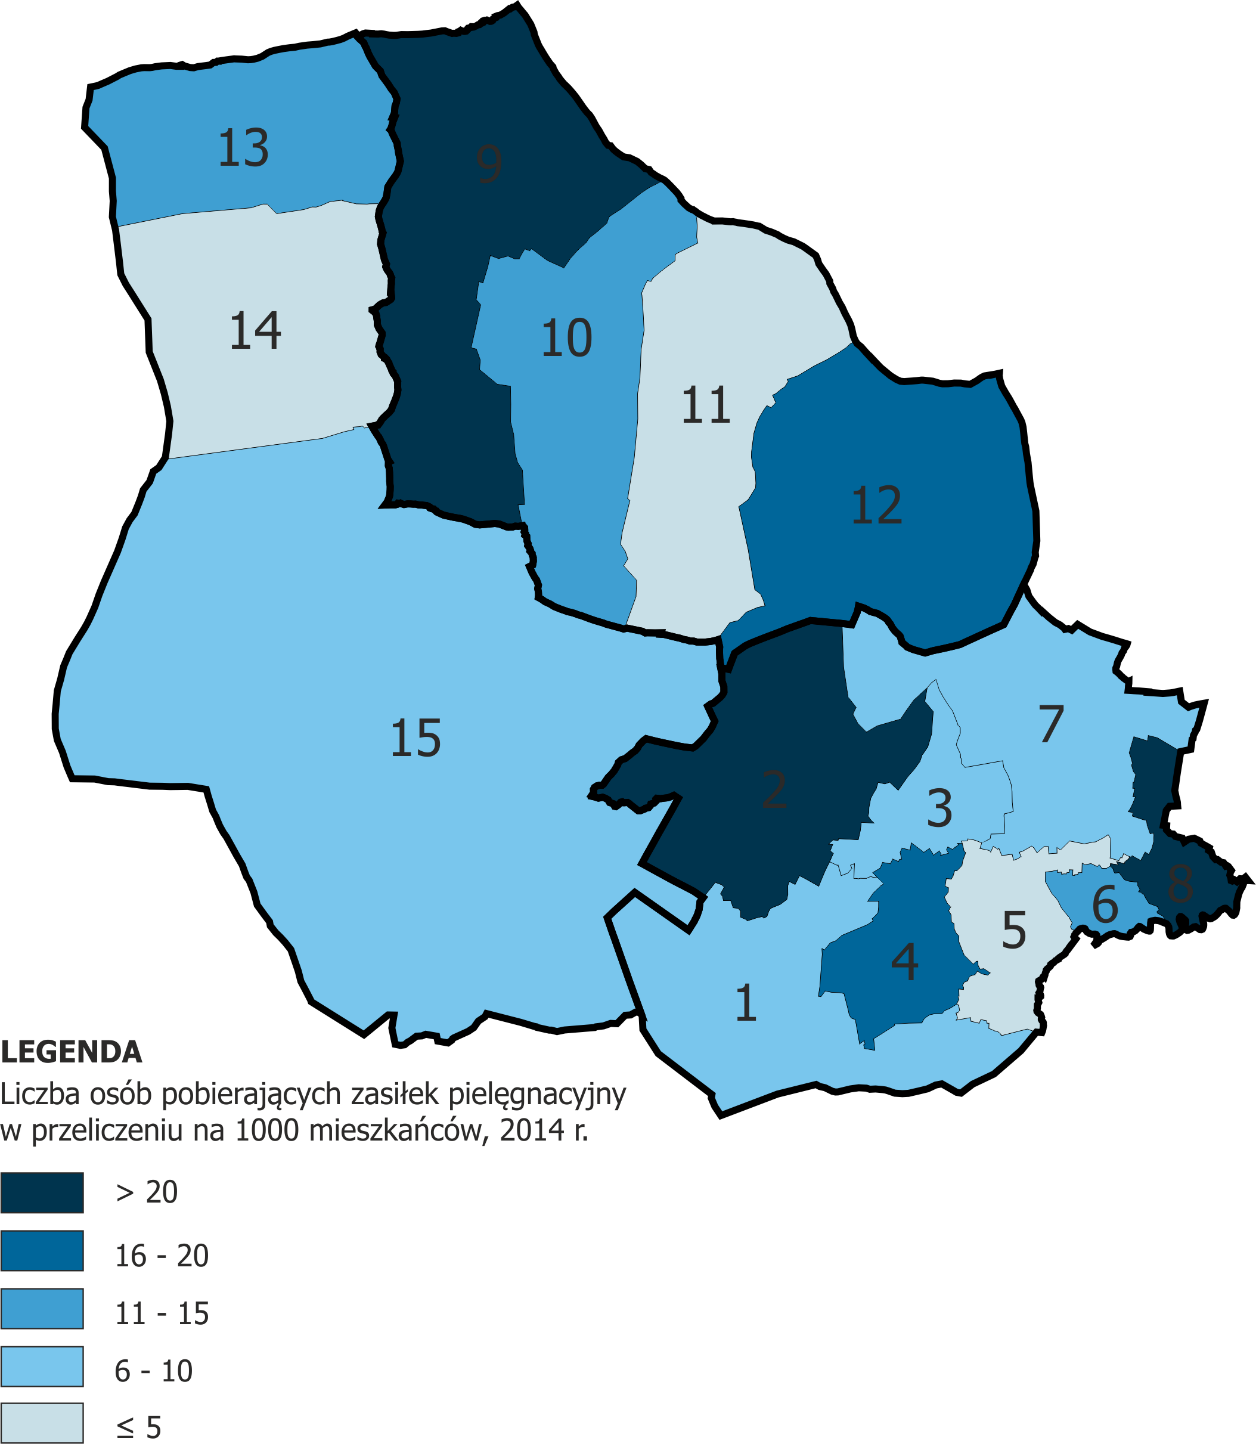 13
9
14
10
11
12
15
7
2
3
8
6
5
4
1
LEGENDA
Liczba osób pobierających zasiłek pielęgnacyjny
w przeliczeniu na 1000 mieszkańców, 2014 r.
> 20
16 - 20
11 - 15
6 - 10
≤ 5